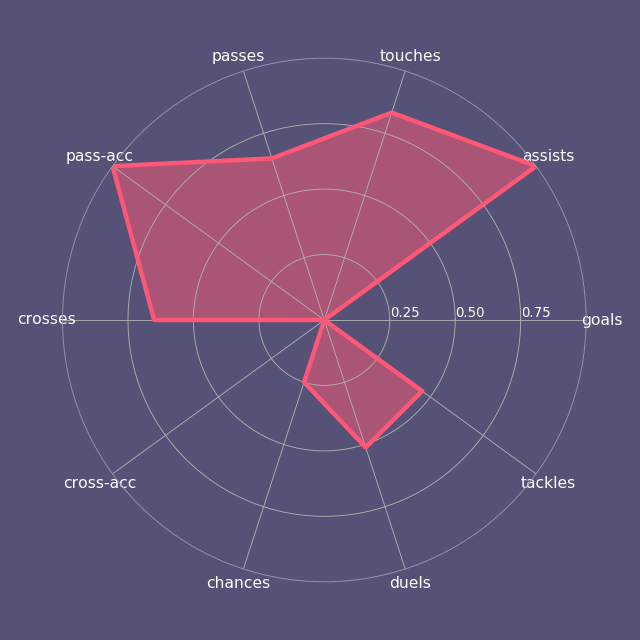 passes
touches
pass-acc
assists
crosses
0.25
0.50
0.75
goals
cross-acc
tackles
chances
duels